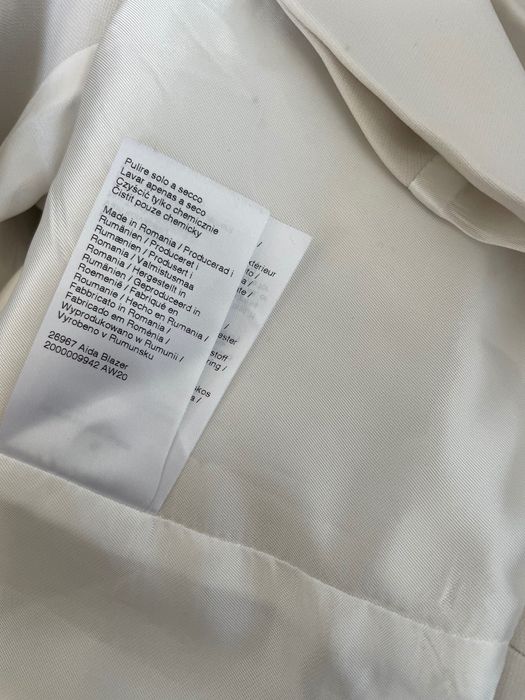 Pulire solo a secco
Lavar apenas a seco
Czyścić tylko chemicznie
Čistit pouze chemicky
Made in Romania / Producerad i
Rumänien / Produceret i
Rumænien / Produsert i
Romania / Valmistusmaa
Romania / Hergestellt in
Rumänien / Geproduceerd in
Roemenië / Fabriqué en
Roumanie / Hecho en Rumania /
Fabbricato in Romania /
Fabricado em Roménia /
Wyprodukowano w Rumunii /
Vyrobeno v Rumunsku
26967 Aida Blazer
2000009942 AW20